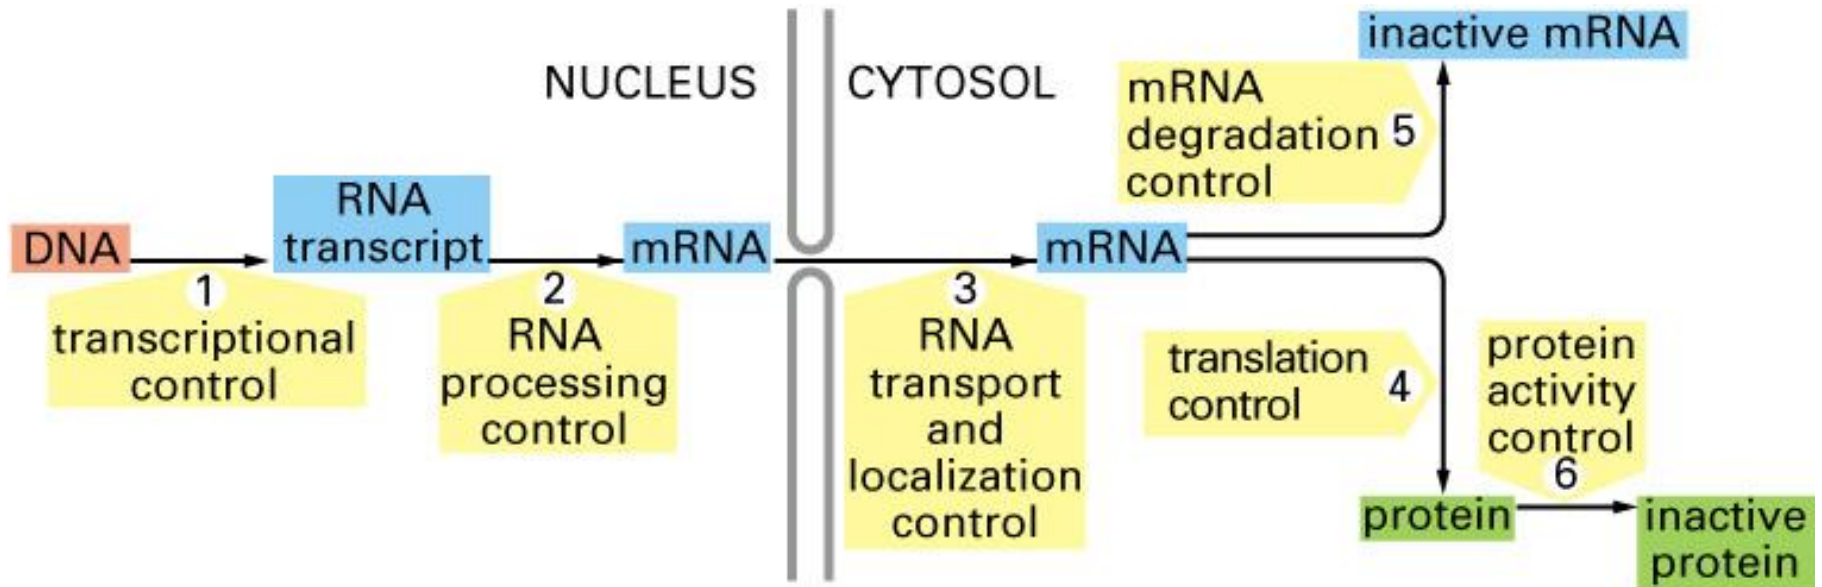 NUCLEUS
CYTOSOL
DNA
RNA
transcript
mRNA
mRNA
inactive mRNA
1
transcriptional
control
2
RNA
processing
control
3
RNA
transport
and
localization
control
mRNA
degradation 5
control
translation
control 4
protein
activity
control
6
protein
inactive
protein